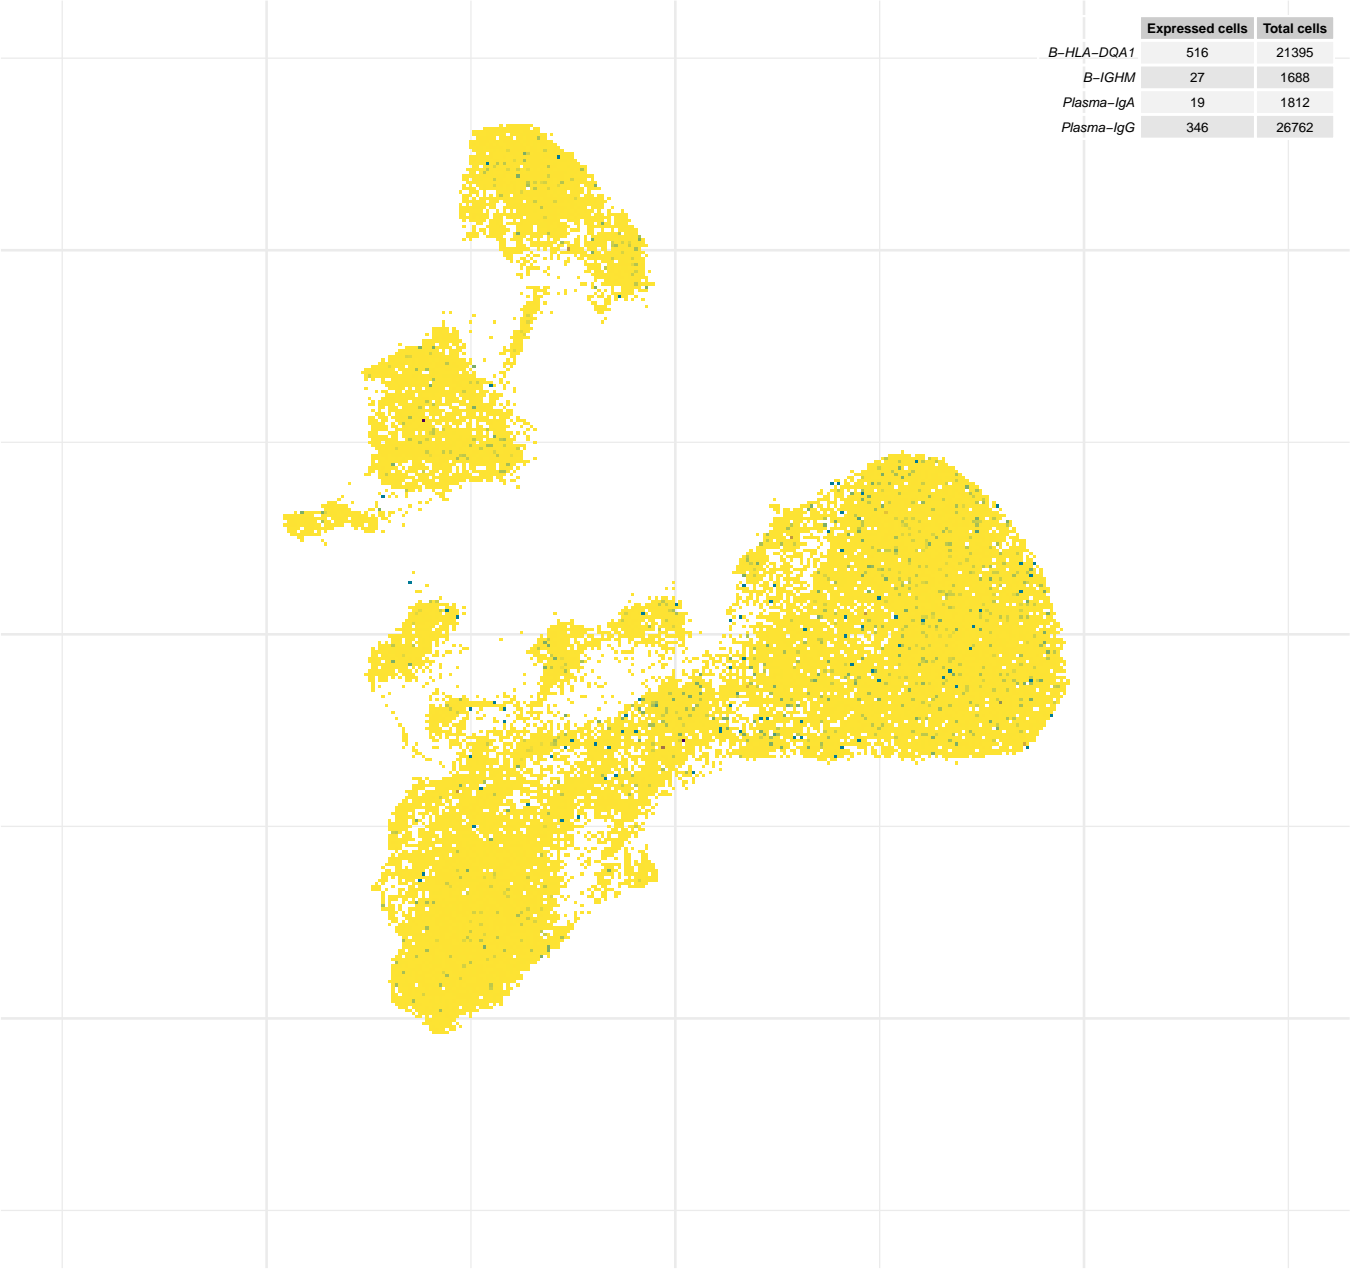 Expressed cells Total cells
B−HLA−DQA1 516 21395
B−IGHM 27 1688
Plasma−IgA 19 1812
Plasma−IgG 346 26762